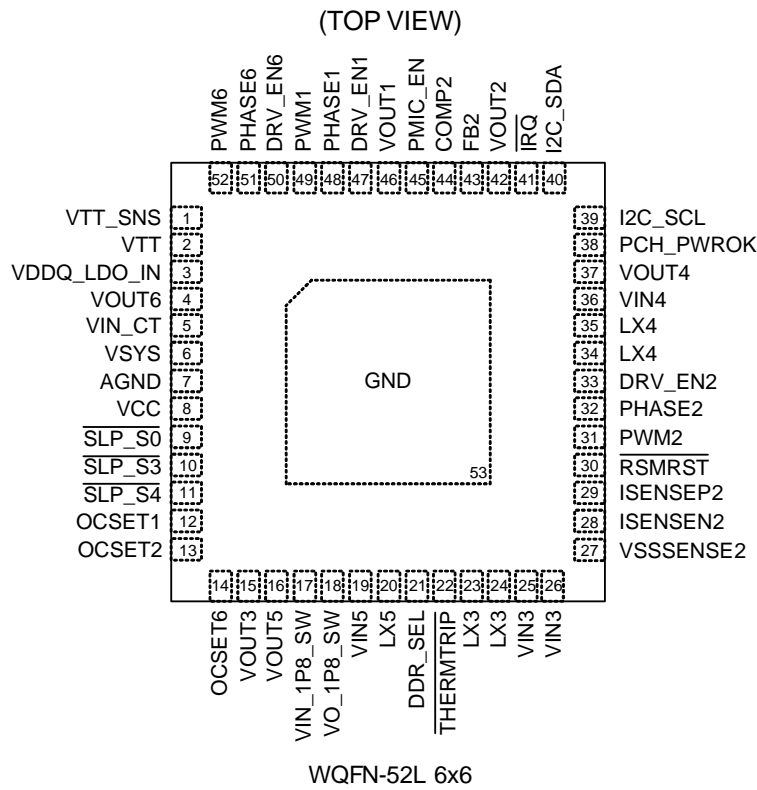 (TOP VIEW)
PWM6
PHASE6
DRV_EN6
PWM1
PHASE1
DRV_EN1
VOUT1
PMIC_EN
COMP2
FB2
VOUT2
IRQ
I2C_SDA
52 51 50 49 48 47 46 45 44 43 42 41 40
VTT_SNS 1
VTT 2
VDDQ_LDO_IN 3
VOUT6 4
VIN_CT 5
VSYS 6
AGND 7
VCC 8
SLP_S0 9
SLP_S3 10
SLP_S4 11
OCSET1 12
OCSET2 13
GND
53
39 I2C_SCL
38 PCH_PWROK
37 VOUT4
36 VIN4
35 LX4
34 LX4
33 DRV_EN2
32 PHASE2
31 PWM2
30 RSMRST
29 ISENSEP2
28 ISENSEN2
27 VSSSENSE2
14 15 16 17 18 19 20 21 22 23 24 25 26
OCSET6
VOUT3
VOUT5
VIN_1P8_SW
VO_1P8_SW
VIN5
LX5
DDR_SEL
THERMTRIP
LX3
LX3
VIN3
VIN3
WQFN-52L 6x6